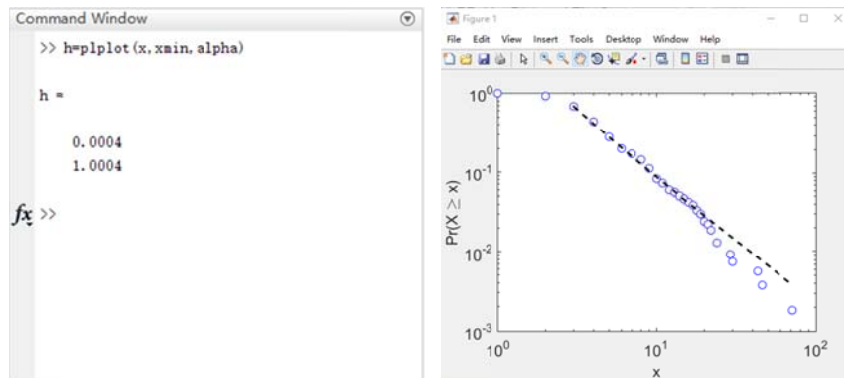 Command Window
>> h=plplot(x,xmin,alpha)
h =
0.0004
1.0004
fx >>
Figure 1
File Edit View Insert Tools Desktop Window Help
10^0
10^-1
10^-2
10^-3
Pr(X ≥ x)
10^0 10^1 10^2
x